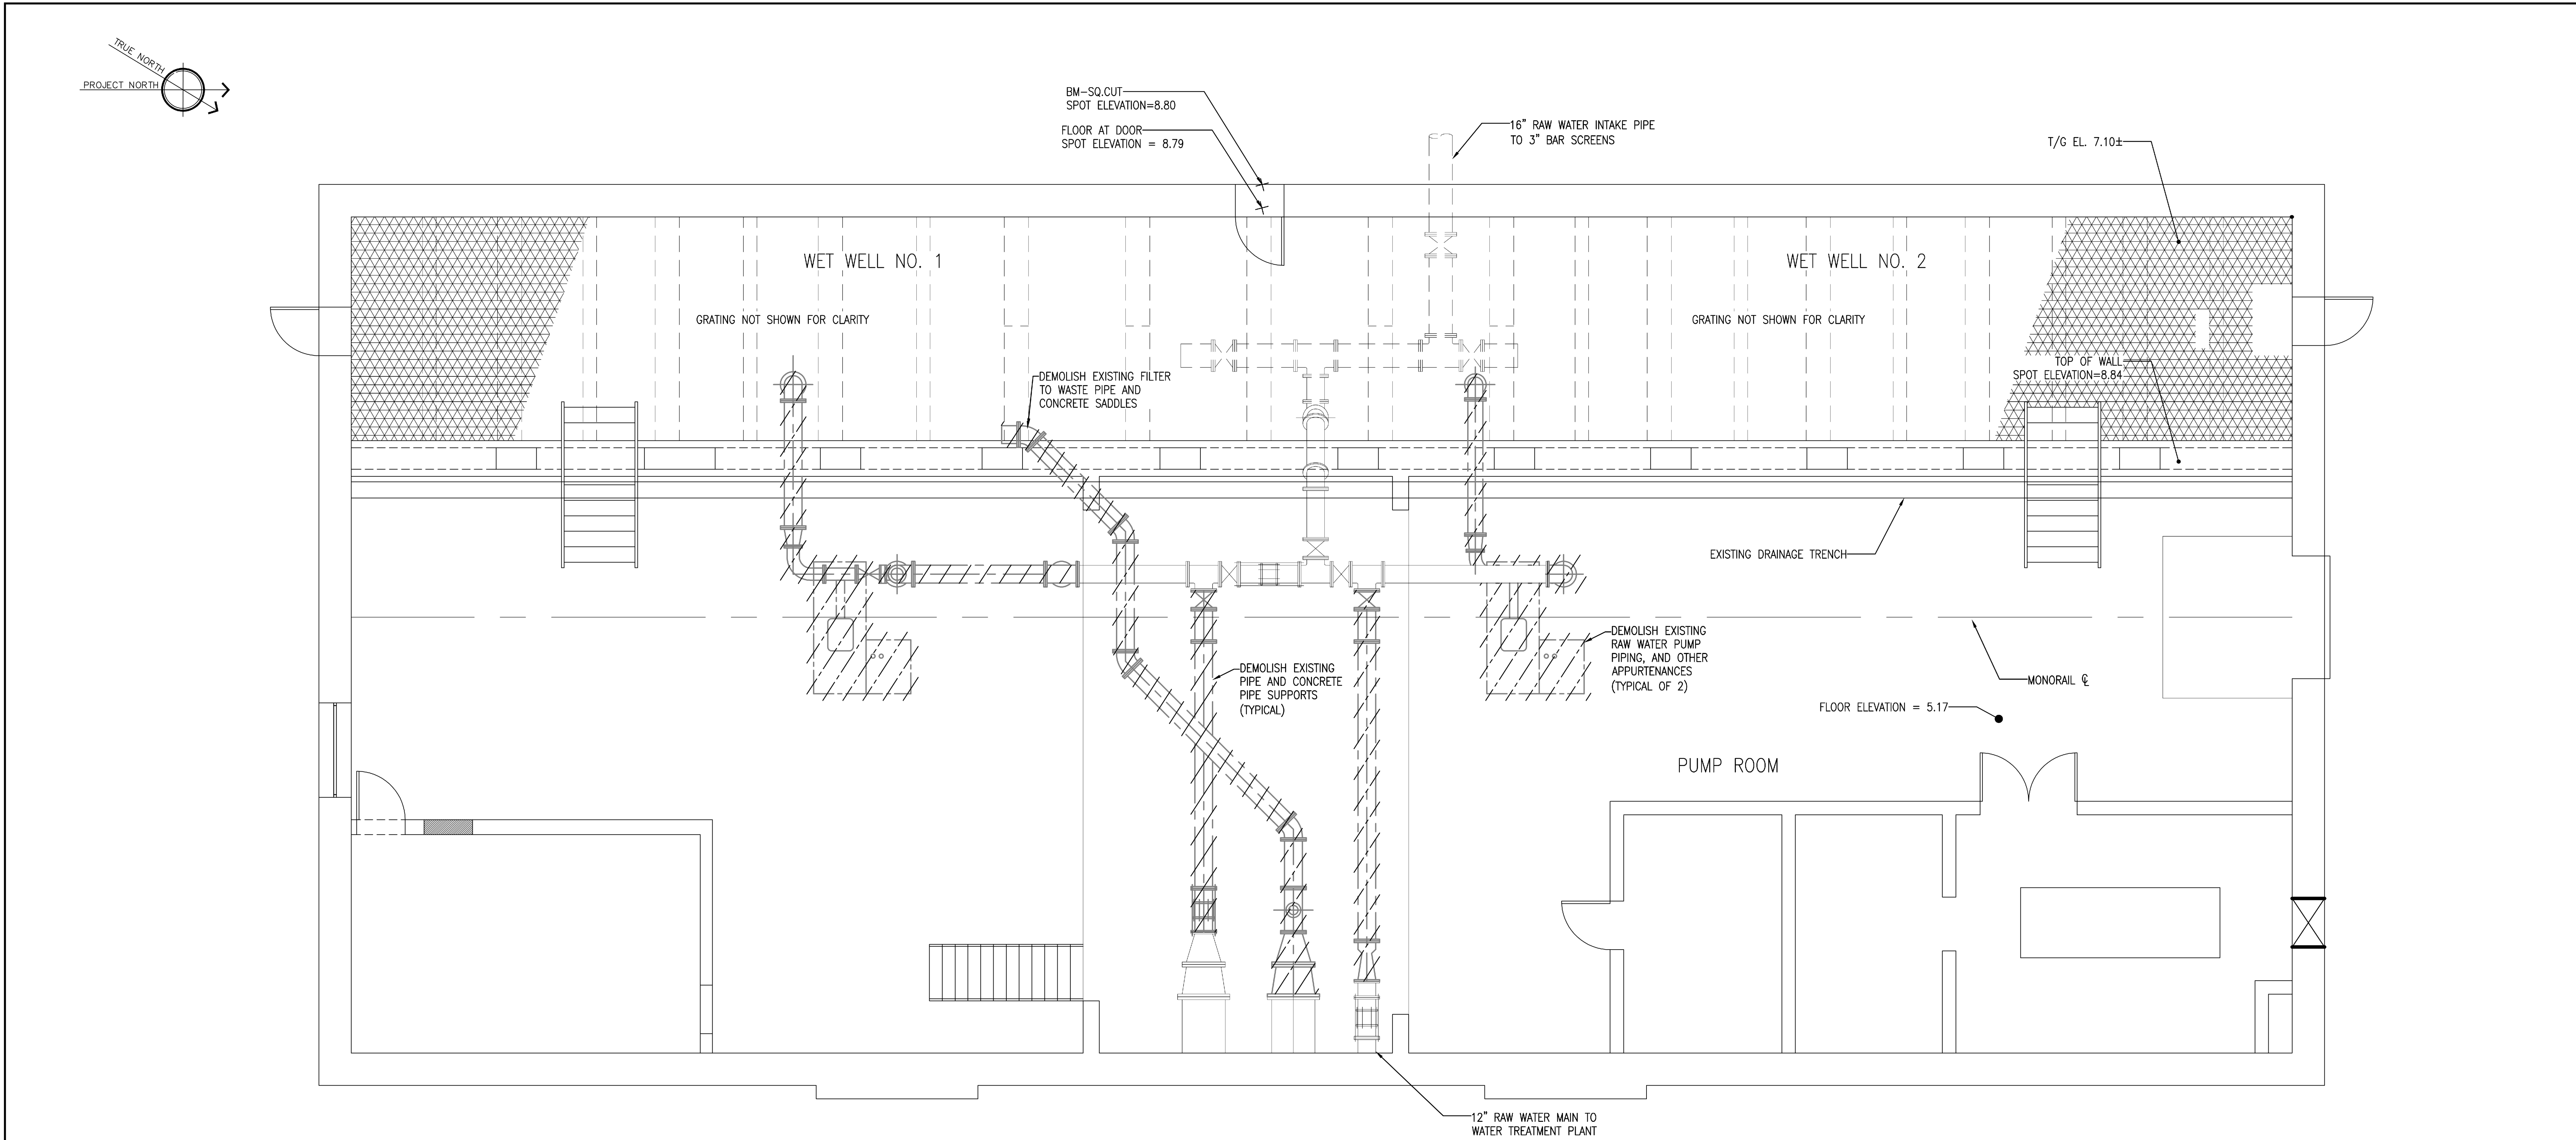 TRUE NORTH
PROJECT NORTH
BM-SQ.CUT
SPOT ELEVATION=8.80
FLOOR AT DOOR
SPOT ELEVATION = 8.79
16" RAW WATER INTAKE PIPE
TO 3" BAR SCREENS
T/G EL. 7.10±
WET WELL NO. 1
WET WELL NO. 2
GRATING NOT SHOWN FOR CLARITY
GRATING NOT SHOWN FOR CLARITY
TOP OF WALL
SPOT ELEVATION=8.84
DEMOLISH EXISTING FILTER
TO WASTE PIPE AND
CONCRETE SADDLES
EXISTING DRAINAGE TRENCH
DEMOLISH EXISTING
RAW WATER PUMP
PIPING, AND OTHER
APPURTENANCES
(TYPICAL OF 2)
DEMOLISH EXISTING
PIPE AND CONCRETE
PIPE SUPPORTS
(TYPICAL)
MONORAIL ℄
FLOOR ELEVATION = 5.17
PUMP ROOM
12" RAW WATER MAIN TO
WATER TREATMENT PLANT